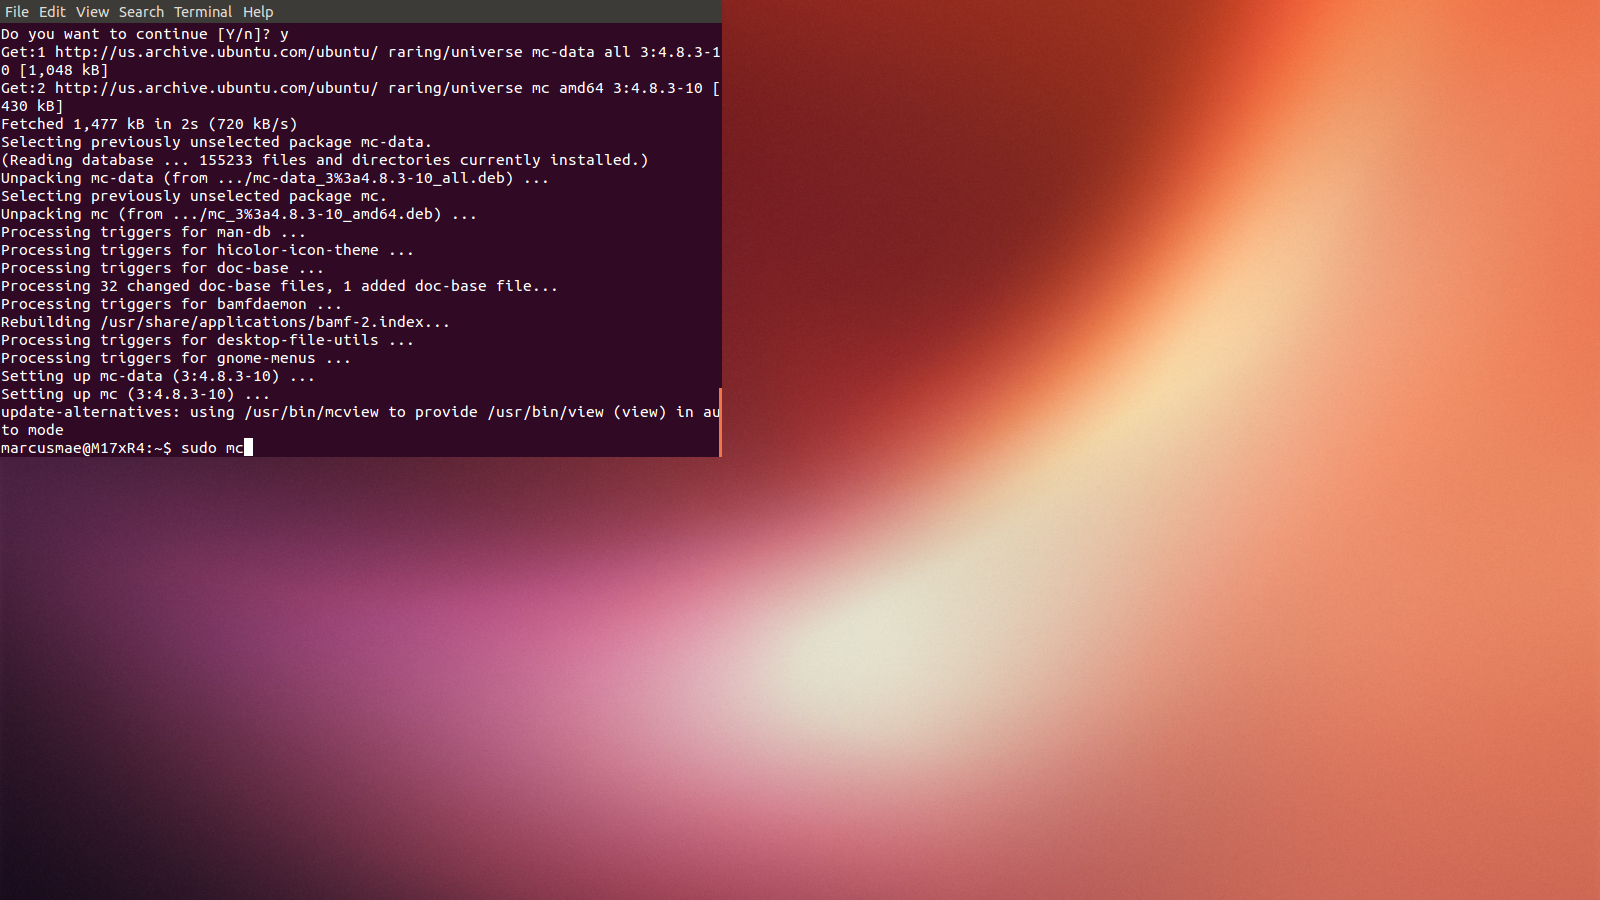 File Edit View Search Terminal Help
Do you want to continue [Y/n]? y
Get:1 http://us.archive.ubuntu.com/ubuntu/ raring/universe mc-data all 3:4.8.3-1
0 [1,048 kB]
Get:2 http://us.archive.ubuntu.com/ubuntu/ raring/universe mc amd64 3:4.8.3-10 [
430 kB]
Fetched 1,477 kB in 2s (720 kB/s)
Selecting previously unselected package mc-data.
(Reading database ... 155233 files and directories currently installed.)
Unpacking mc-data (from .../mc-data_3%3a4.8.3-10_all.deb) ...
Selecting previously unselected package mc.
Unpacking mc (from .../mc_3%3a4.8.3-10_amd64.deb) ...
Processing triggers for man-db ...
Processing triggers for hicolor-icon-theme ...
Processing triggers for doc-base ...
Processing 32 changed doc-base files, 1 added doc-base file...
Processing triggers for bamfdaemon ...
Rebuilding /usr/share/applications/bamf-2.index...
Processing triggers for desktop-file-utils ...
Processing triggers for gnome-menus ...
Setting up mc-data (3:4.8.3-10) ...
Setting up mc (3:4.8.3-10) ...
update-alternatives: using /usr/bin/mcview to provide /usr/bin/view (view) in au
to mode
marcusmae@M17xR4:~$ sudo mc